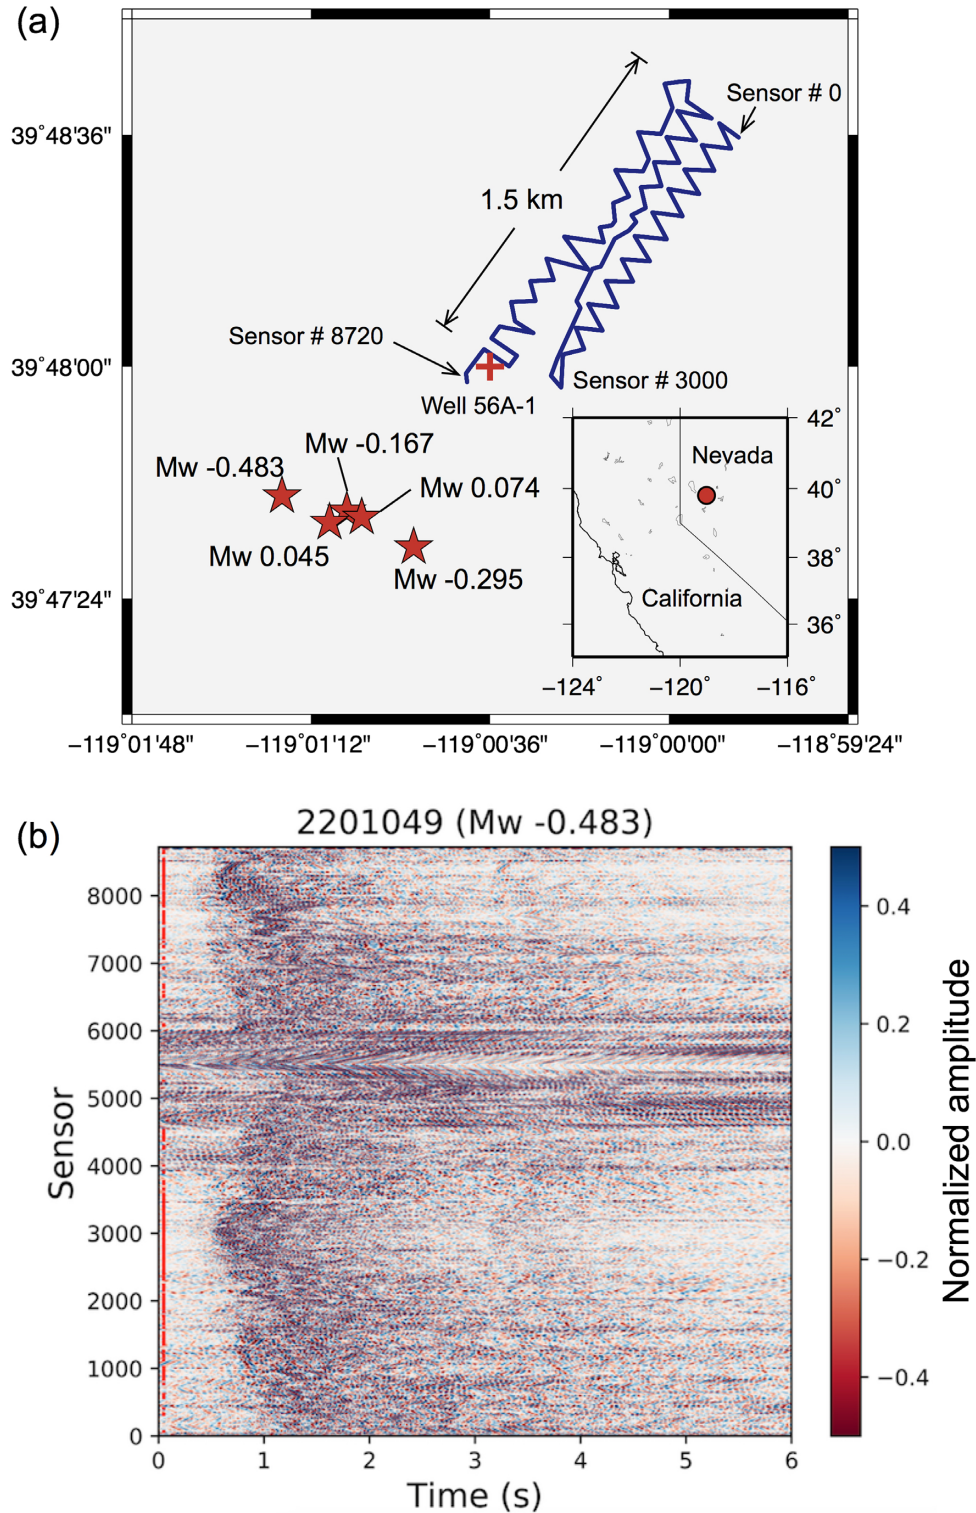 (a)
Sensor # 0
39°48'36"
1.5 km
Sensor # 8720
39°48'00"
Sensor # 3000
Well 56A-1
Mw -0.167
Mw -0.483
Mw 0.074
Mw 0.045
Mw -0.295
39°47'24"
42°
Nevada
40°
38°
California
36°
−124° −120° −116°
−119°01'48" −119°01'12" −119°00'36" −119°00'00" −118°59'24"
(b)
2201049 (Mw -0.483)
8000
7000
6000
5000
4000
3000
2000
1000
0
Sensor
0 1 2 3 4 5 6
Time (s)
0.4
0.2
0.0
−0.2
−0.4
Normalized amplitude